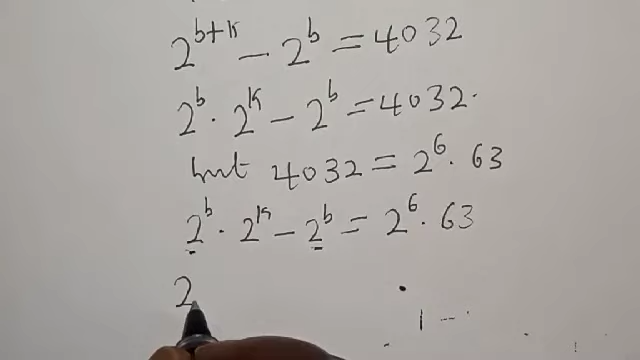 2^{b+k} - 2^b = 4032
2^b · 2^k - 2^b = 4032.
but 4032 = 2^6 · 63
2^b · 2^k - 2^b = 2^6 · 63
2